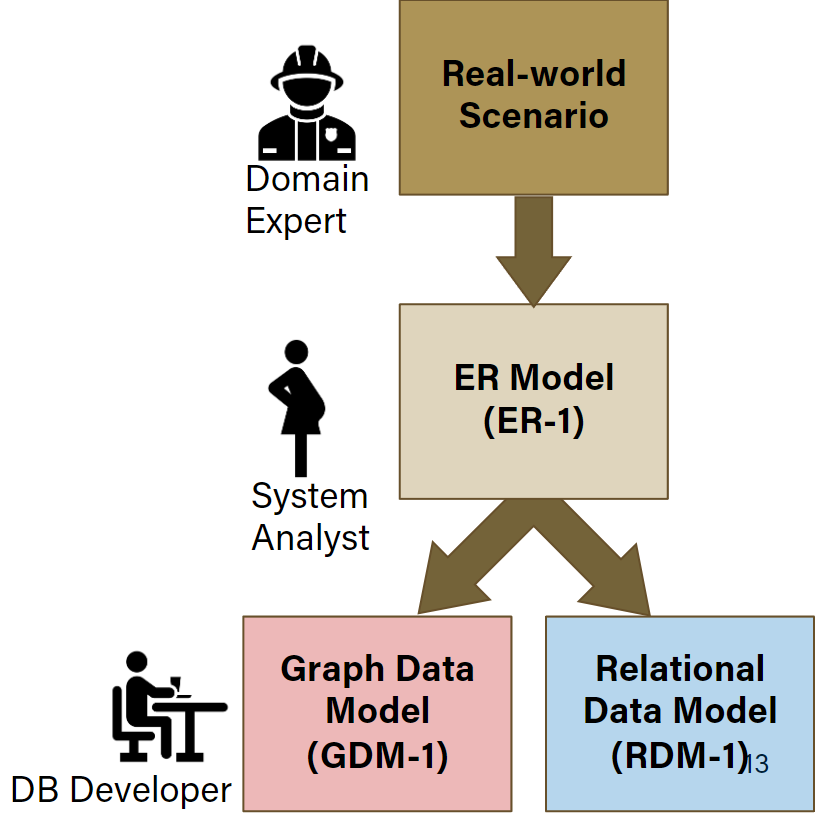 Real-world
Scenario
Domain
Expert
ER Model
(ER-1)
System
Analyst
Graph Data
Model
(GDM-1)
Relational
Data Model
(RDM-1)
13
DB Developer